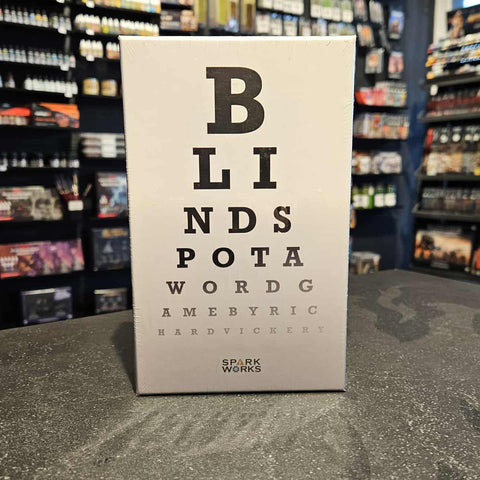 B
LI
NDS
POTA
WORDG
AMEBYRIC
HARDVICKERY
SPARK
WORKS